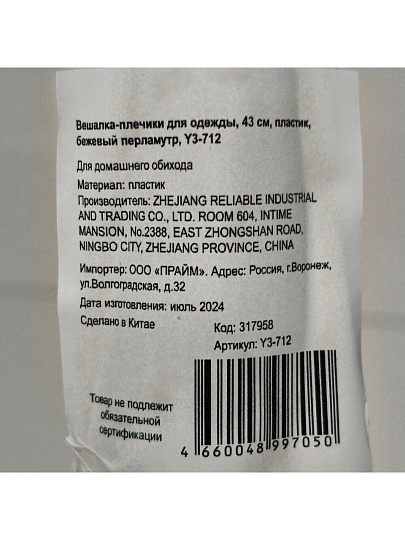 Вешалка-плечики для одежды, 43 см, пластик,
бежевый перламутр, Y3-712
Для домашнего обихода
Материал: пластик
Производитель: ZHEJIANG RELIABLE INDUSTRIAL
AND TRADING CO., LTD. ROOM 604, INTIME
MANSION, No.2388, EAST ZHONGSHAN ROAD,
NINGBO CITY, ZHEJIANG PROVINCE, CHINA
Импортер: ООО «ПРАЙМ». Адрес: Россия, г.Воронеж,
ул.Волгоградская, д.32
Дата изготовления: июль 2024
Сделано в Китае
Код: 317958
Артикул: Y3-712
Товар не подлежит
обязательной
сертификации
4 660048 997050